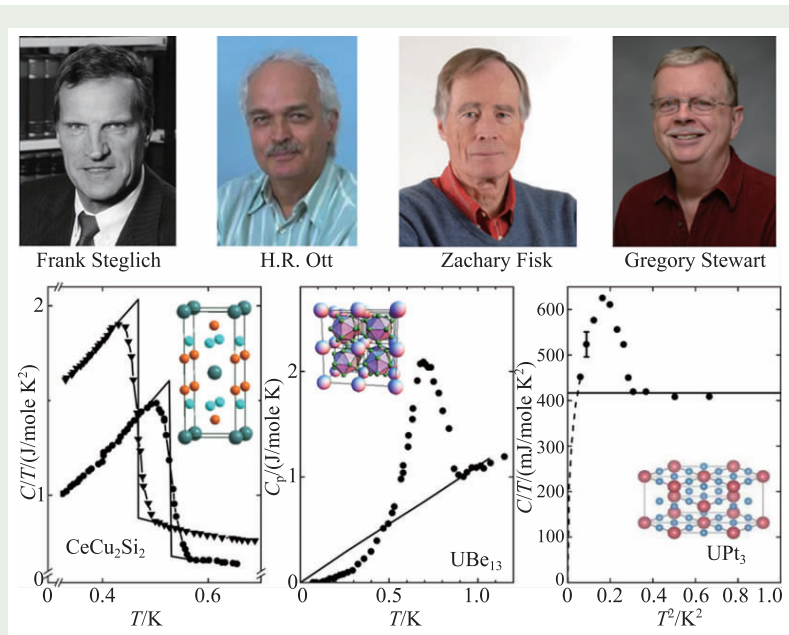 Frank Steglich
H.R. Ott
Zachary Fisk
Gregory Stewart
2
1
0
C/T/(J/mole K²)
CeCu₂Si₂
0
0.4
0.6
T/K
2
1
0
Cₚ/(J/mole K)
UBe₁₃
0
0.5
1.0
T/K
600
500
400
300
200
100
0
C/T/(mJ/mole K²)
UPt₃
0
0.2
0.4
0.6
0.8
1.0
T²/K²